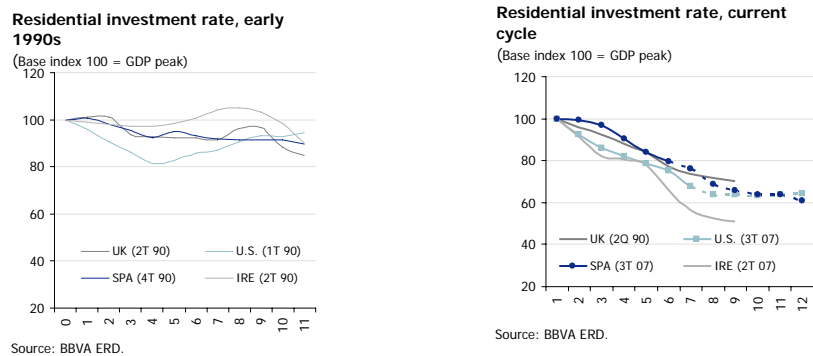 Residential investment rate, early
1990s
(Base index 100 = GDP peak)
120
100
80
60
40
20
UK (2T 90)
U.S. (1T 90)
SPA (4T 90)
IRE (2T 90)
0 1 2 3 4 5 6 7 8 9 10 11
Source: BBVA ERD.
Residential investment rate, current
cycle
(Base index 100 = GDP peak)
120
100
80
60
40
20
UK (2Q 90)
U.S. (3T 07)
SPA (3T 07)
IRE (2T 07)
1 2 3 4 5 6 7 8 9 10 11 12
Source: BBVA ERD.